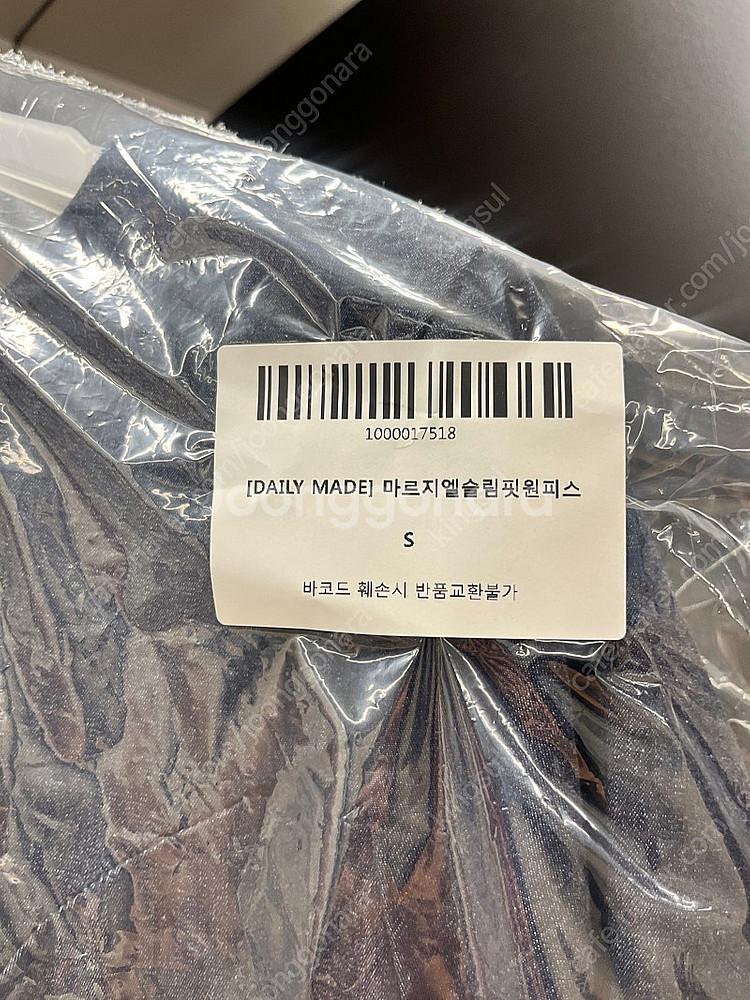 1000017518
[DAILY MADE] 마르지엘슬림핏원피스
S
바코드 훼손시 반품교환불가
joonggonara